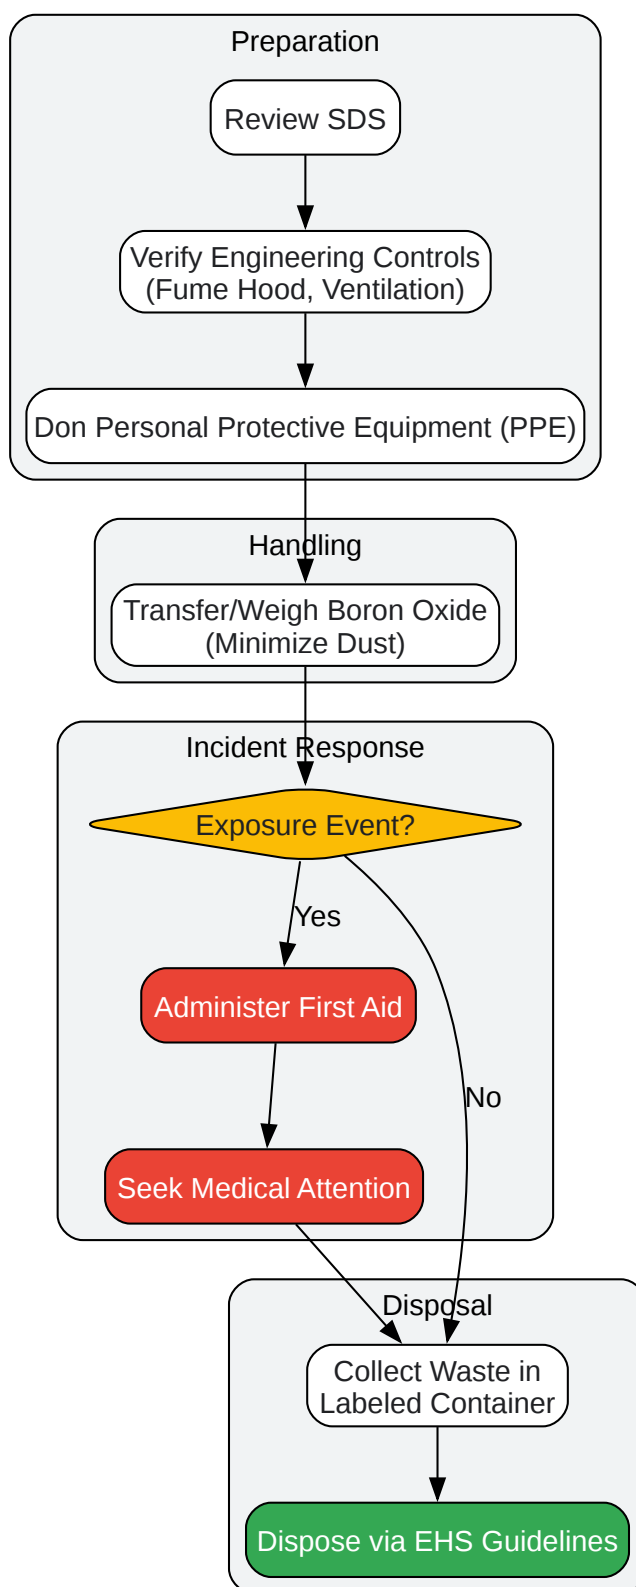 Preparation
Review SDS
Verify Engineering Controls
(Fume Hood, Ventilation)
Don Personal Protective Equipment (PPE)
Handling
Transfer/Weigh Boron Oxide
(Minimize Dust)
Incident Response
Exposure Event?
Yes
Administer First Aid
No
Seek Medical Attention
Disposal
Collect Waste in
Labeled Container
Dispose via EHS Guidelines